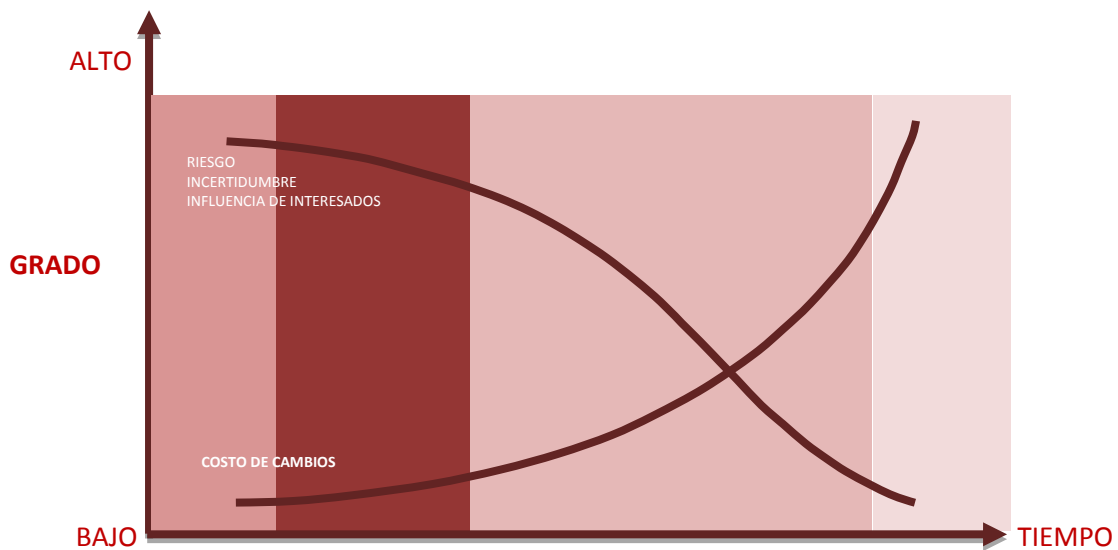 ALTO
RIESGO
INCERTIDUMBRE
INFLUENCIA DE INTERESADOS
GRADO
COSTO DE CAMBIOS
BAJO
TIEMPO